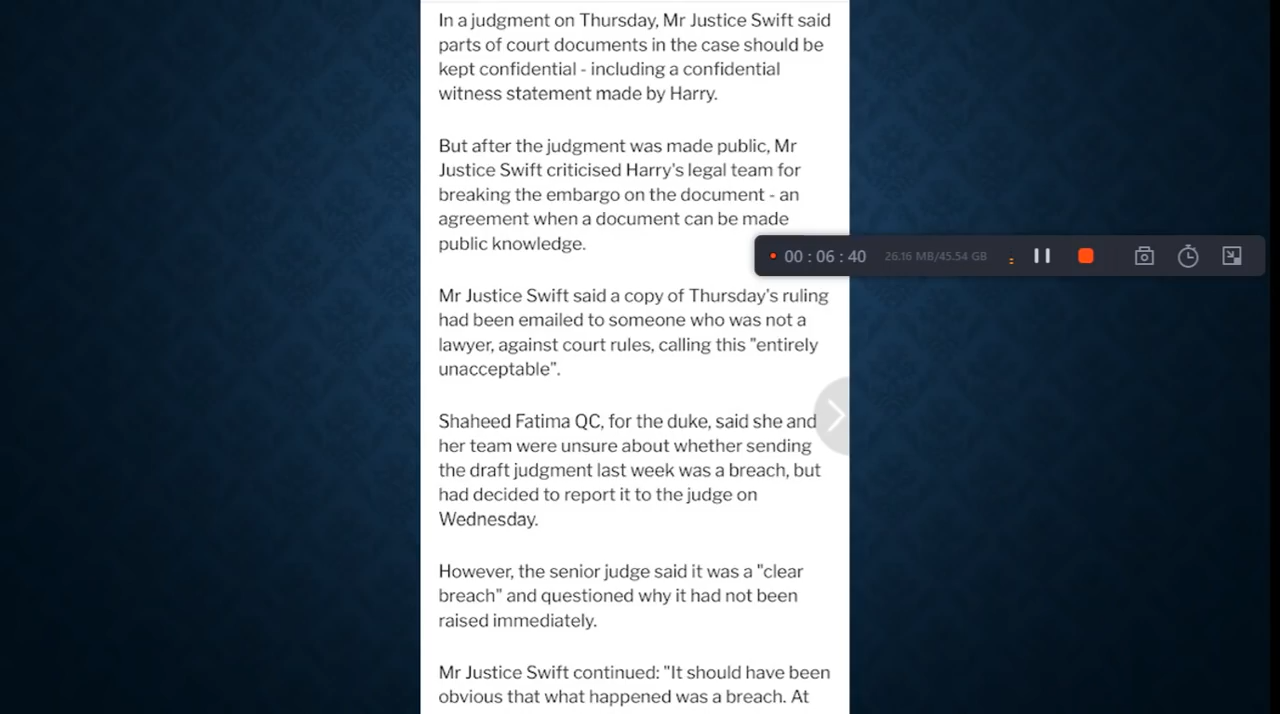 In a judgment on Thursday, Mr Justice Swift said
parts of court documents in the case should be
kept confidential - including a confidential
witness statement made by Harry.
But after the judgment was made public, Mr
Justice Swift criticised Harry's legal team for
breaking the embargo on the document - an
agreement when a document can be made
public knowledge.
00 : 06 : 40 26.16 MB/45.54 GB
Mr Justice Swift said a copy of Thursday's ruling
had been emailed to someone who was not a
lawyer, against court rules, calling this "entirely
unacceptable".
Shaheed Fatima QC, for the duke, said she and
her team were unsure about whether sending
the draft judgment last week was a breach, but
had decided to report it to the judge on
Wednesday.
However, the senior judge said it was a "clear
breach" and questioned why it had not been
raised immediately.
Mr Justice Swift continued: "It should have been
obvious that what happened was a breach. At